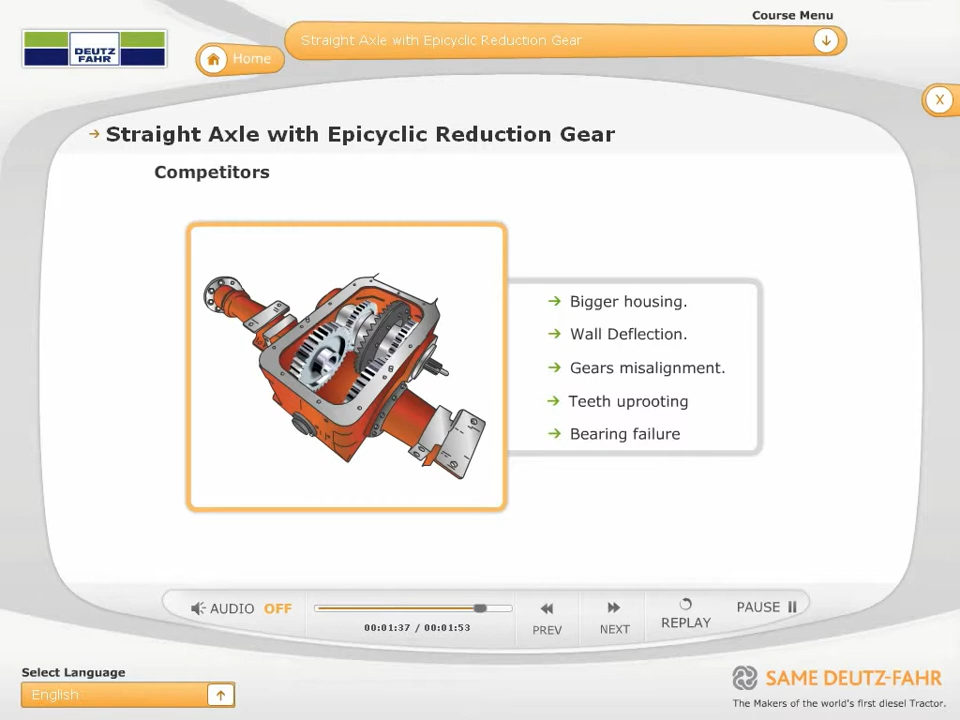 Course Menu
DEUTZ
FAHR
Home
Straight Axle with Epicyclic Reduction Gear
X
Straight Axle with Epicyclic Reduction Gear
Competitors
Bigger housing.
Wall Deflection.
Gears misalignment.
Teeth uprooting
Bearing failure
AUDIO OFF
00:01:37 / 00:01:53
PREV
NEXT
REPLAY
PAUSE
Select Language
English
SAME DEUTZ-FAHR
The Makers of the world's first diesel Tractor.